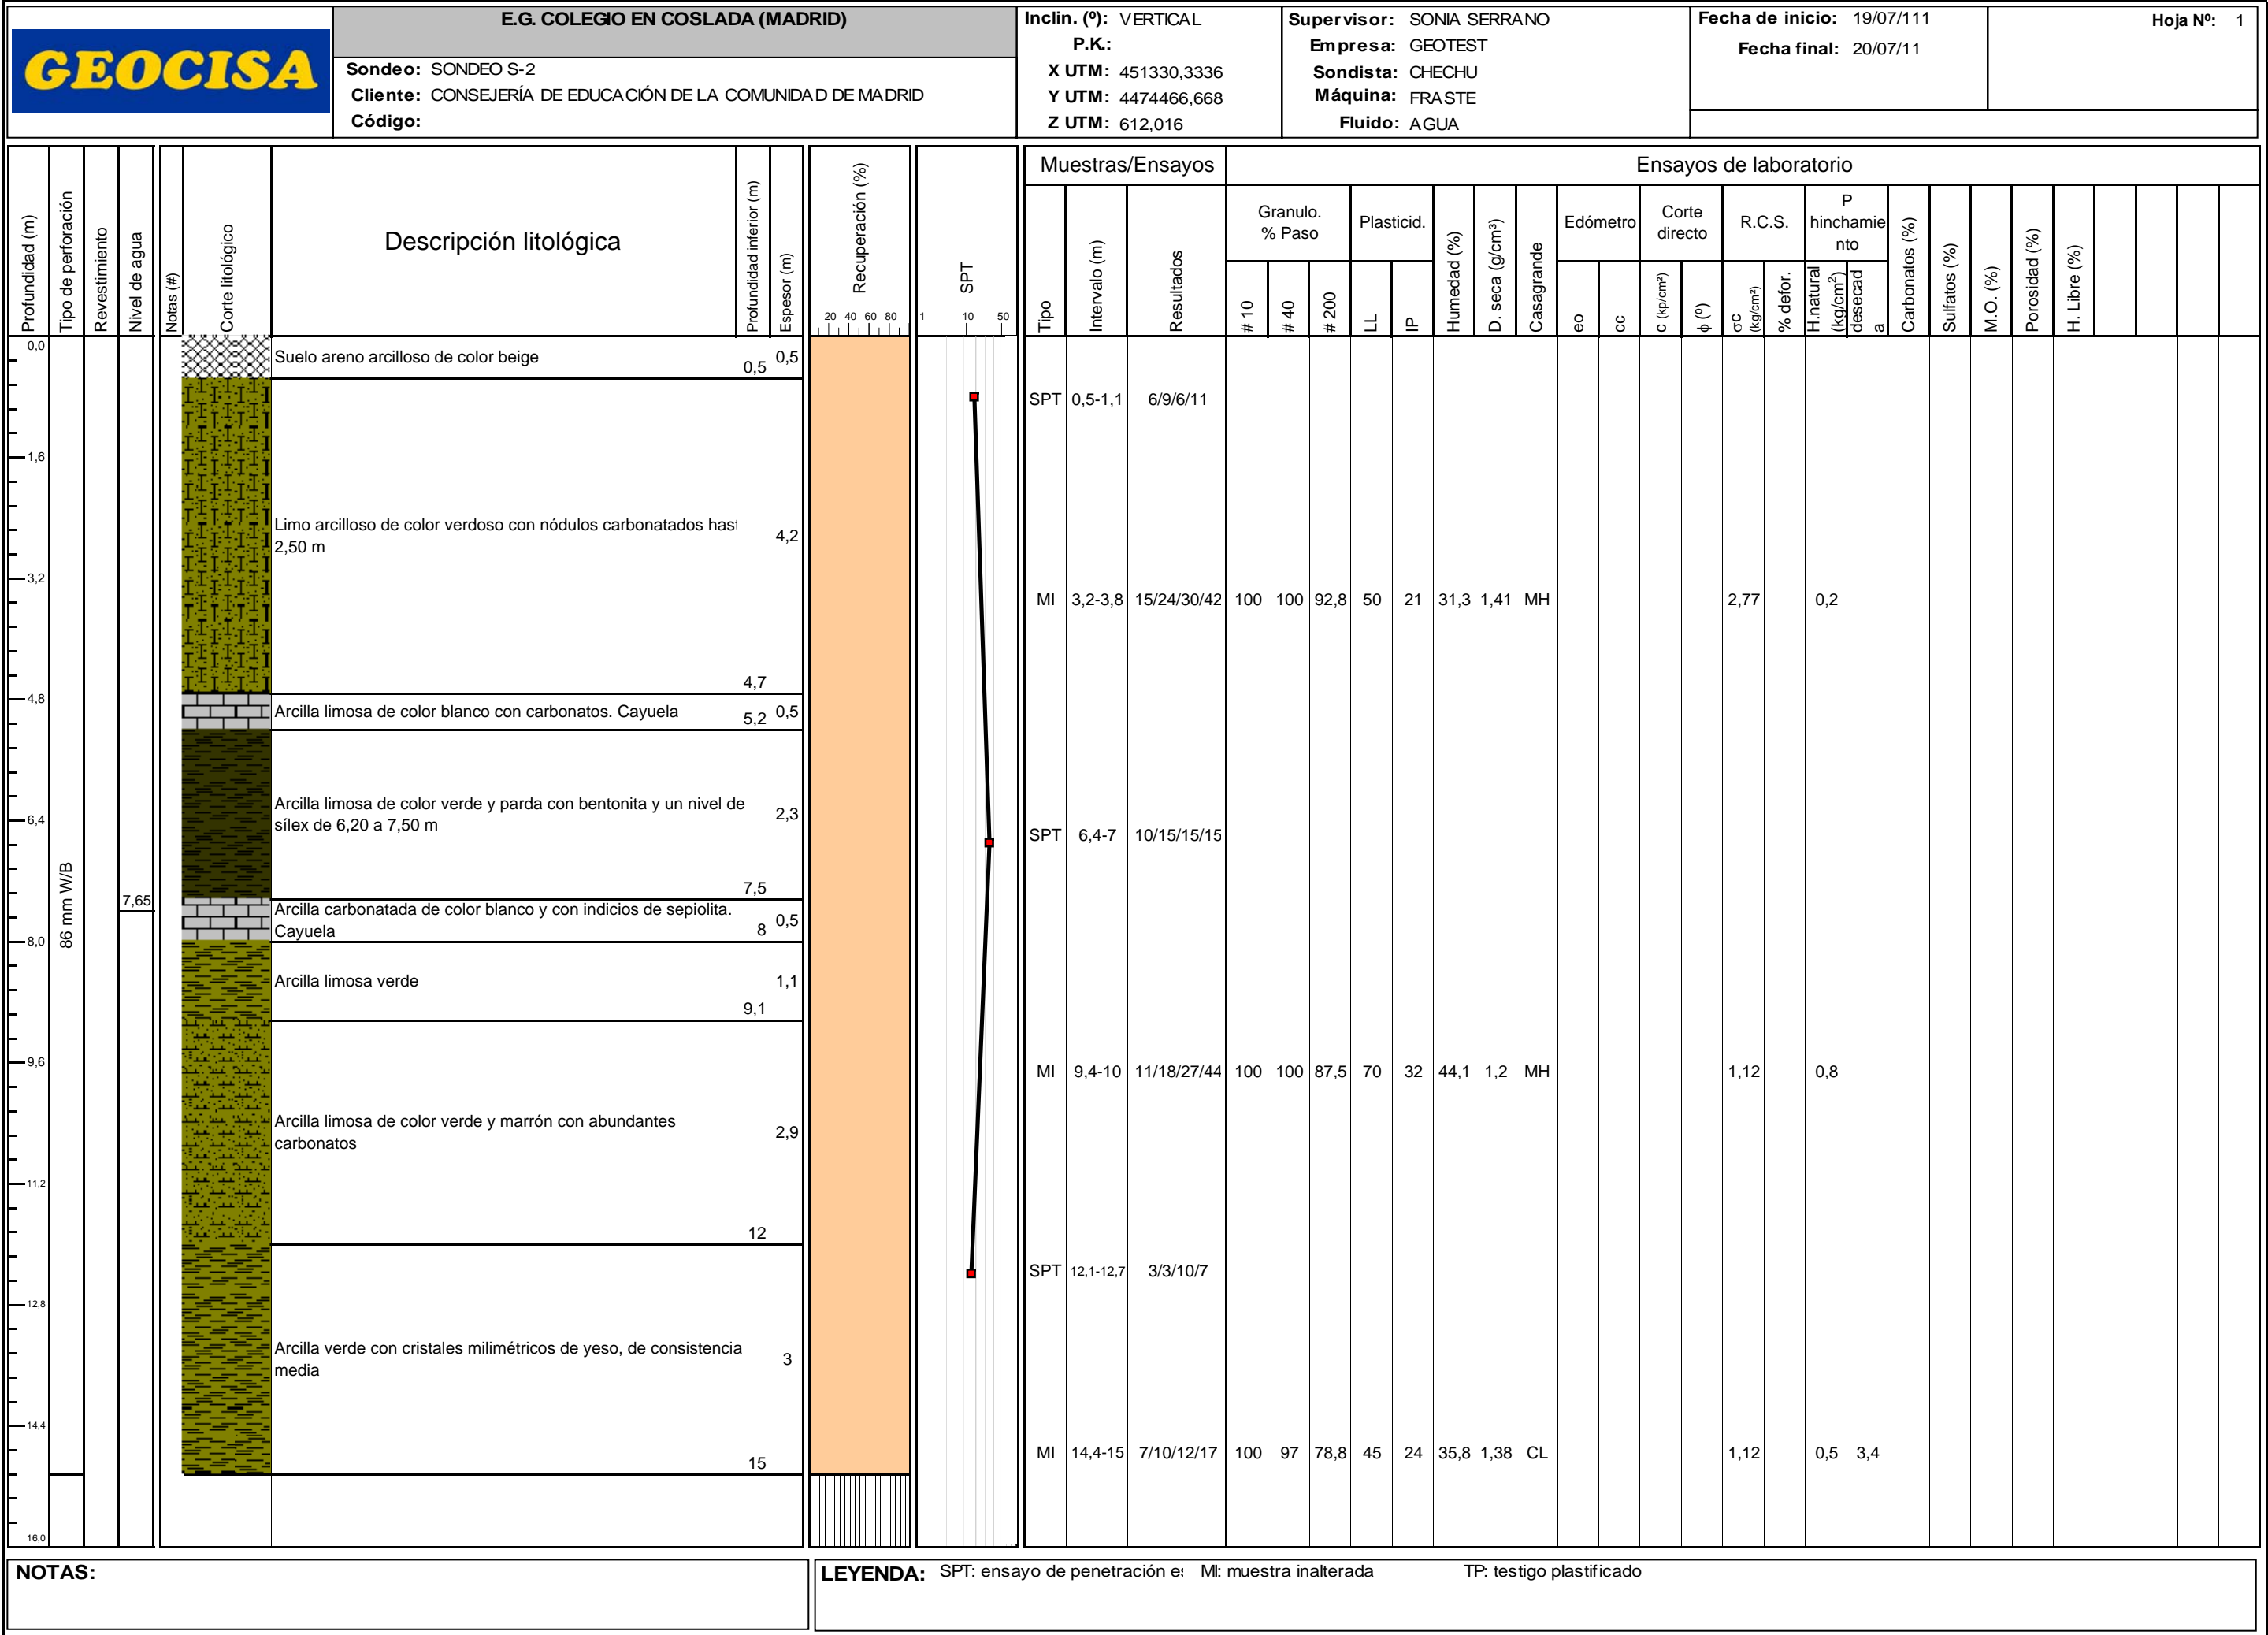 GEOCISA
E.G. COLEGIO EN COSLADA (MADRID)
Sondeo: SONDEO S-2
Cliente: CONSEJERÍA DE EDUCACIÓN DE LA COMUNIDAD DE MADRID
Código:
Inclin. (º): VERTICAL
P.K.:
X UTM: 451330,3336
Y UTM: 4474466,668
Z UTM: 612,016
Supervisor: SONIA SERRANO
Empresa: GEOTEST
Sondista: CHECHU
Máquina: FRASTE
Fluido: AGUA
Fecha de inicio: 19/07/111
Fecha final: 20/07/11
Hoja Nº: 1
Profundidad (m)
Tipo de perforación
Revestimiento
Nivel de agua
Notas (#)
Corte litológico
Descripción litológica
Profundidad inferior (m)
Espesor (m)
Recuperación (%)
20 40 60 80
SPT
1 10 50
Muestras/Ensayos
Tipo
Intervalo (m)
Resultados
Ensayos de laboratorio
Granulo.
% Paso
# 10
# 40
# 200
Plasticid.
LL
IP
Humedad (%)
D. seca (g/cm³)
Casagrande
Edómetro
eo
cc
Corte
directo
c (kp/cm²)
ϕ (º)
R.C.S.
σc
(kg/cm²)
% defor.
P
hinchamie
nto
H.natural
(kg/cm²)
desecad
a
Carbonatos (%)
Sulfatos (%)
M.O. (%)
Porosidad (%)
H. Libre (%)
0,0
1,6
3,2
4,8
6,4
8,0
9,6
11,2
12,8
14,4
16,0
86 mm W/B
7,65
Suelo areno arcilloso de color beige
0,5 0,5
Limo arcilloso de color verdoso con nódulos carbonatados has
2,50 m
4,7 4,2
Arcilla limosa de color blanco con carbonatos. Cayuela
5,2 0,5
Arcilla limosa de color verde y parda con bentonita y un nivel de
sílex de 6,20 a 7,50 m
7,5 2,3
Arcilla carbonatada de color blanco y con indicios de sepiolita.
Cayuela
8 0,5
Arcilla limosa verde
9,1 1,1
Arcilla limosa de color verde y marrón con abundantes
carbonatos
12 2,9
Arcilla verde con cristales milimétricos de yeso, de consistencia
media
15 3
SPT 0,5-1,1 6/9/6/11
MI 3,2-3,8 15/24/30/42 100 100 92,8 50 21 31,3 1,41 MH 2,77 0,2
SPT 6,4-7 10/15/15/15
MI 9,4-10 11/18/27/44 100 100 87,5 70 32 44,1 1,2 MH 1,12 0,8
SPT 12,1-12,7 3/3/10/7
MI 14,4-15 7/10/12/17 100 97 78,8 45 24 35,8 1,38 CL 1,12 0,5 3,4
NOTAS:
LEYENDA: SPT: ensayo de penetración es MI: muestra inalterada TP: testigo plastificado